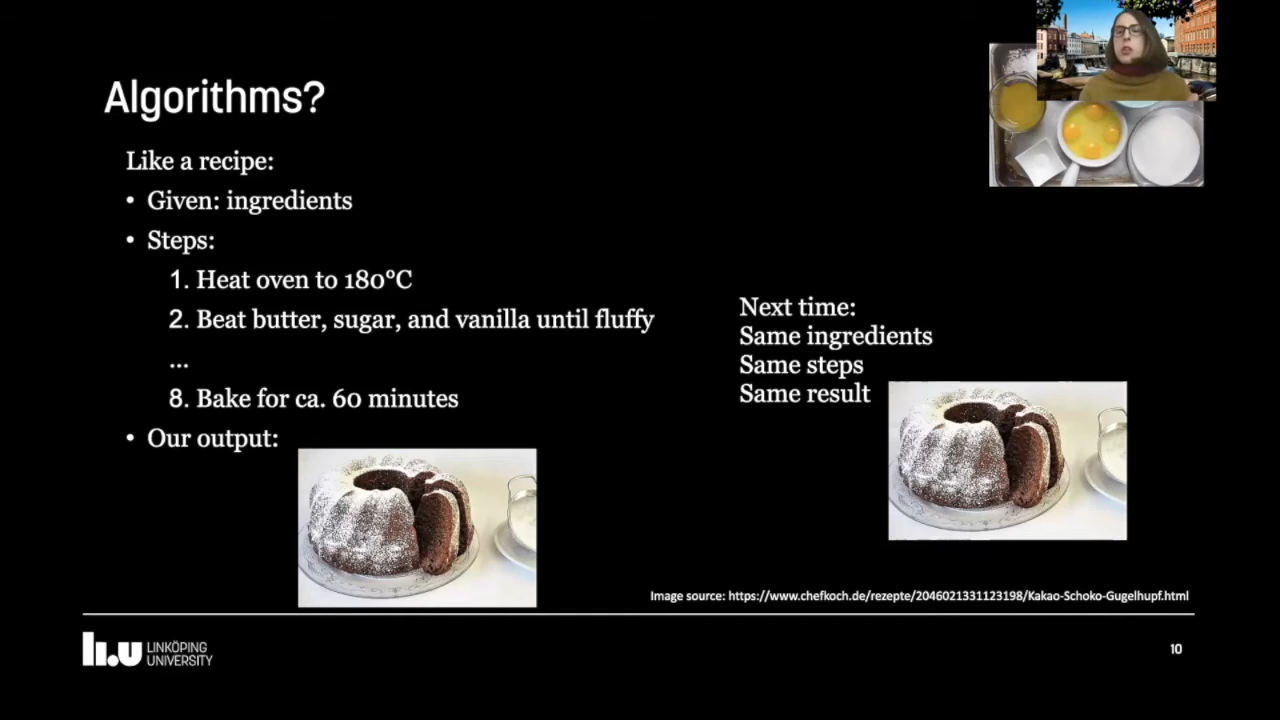 Algorithms?
Like a recipe:
• Given: ingredients
• Steps:
1. Heat oven to 180°C
2. Beat butter, sugar, and vanilla until fluffy
...
8. Bake for ca. 60 minutes
• Our output:
Next time:
Same ingredients
Same steps
Same result
Image source: https://www.chefkoch.de/rezepte/2046021331123198/Kakao-Schoko-Gugelhupf.html
li.u LINKÖPING
UNIVERSITY
10